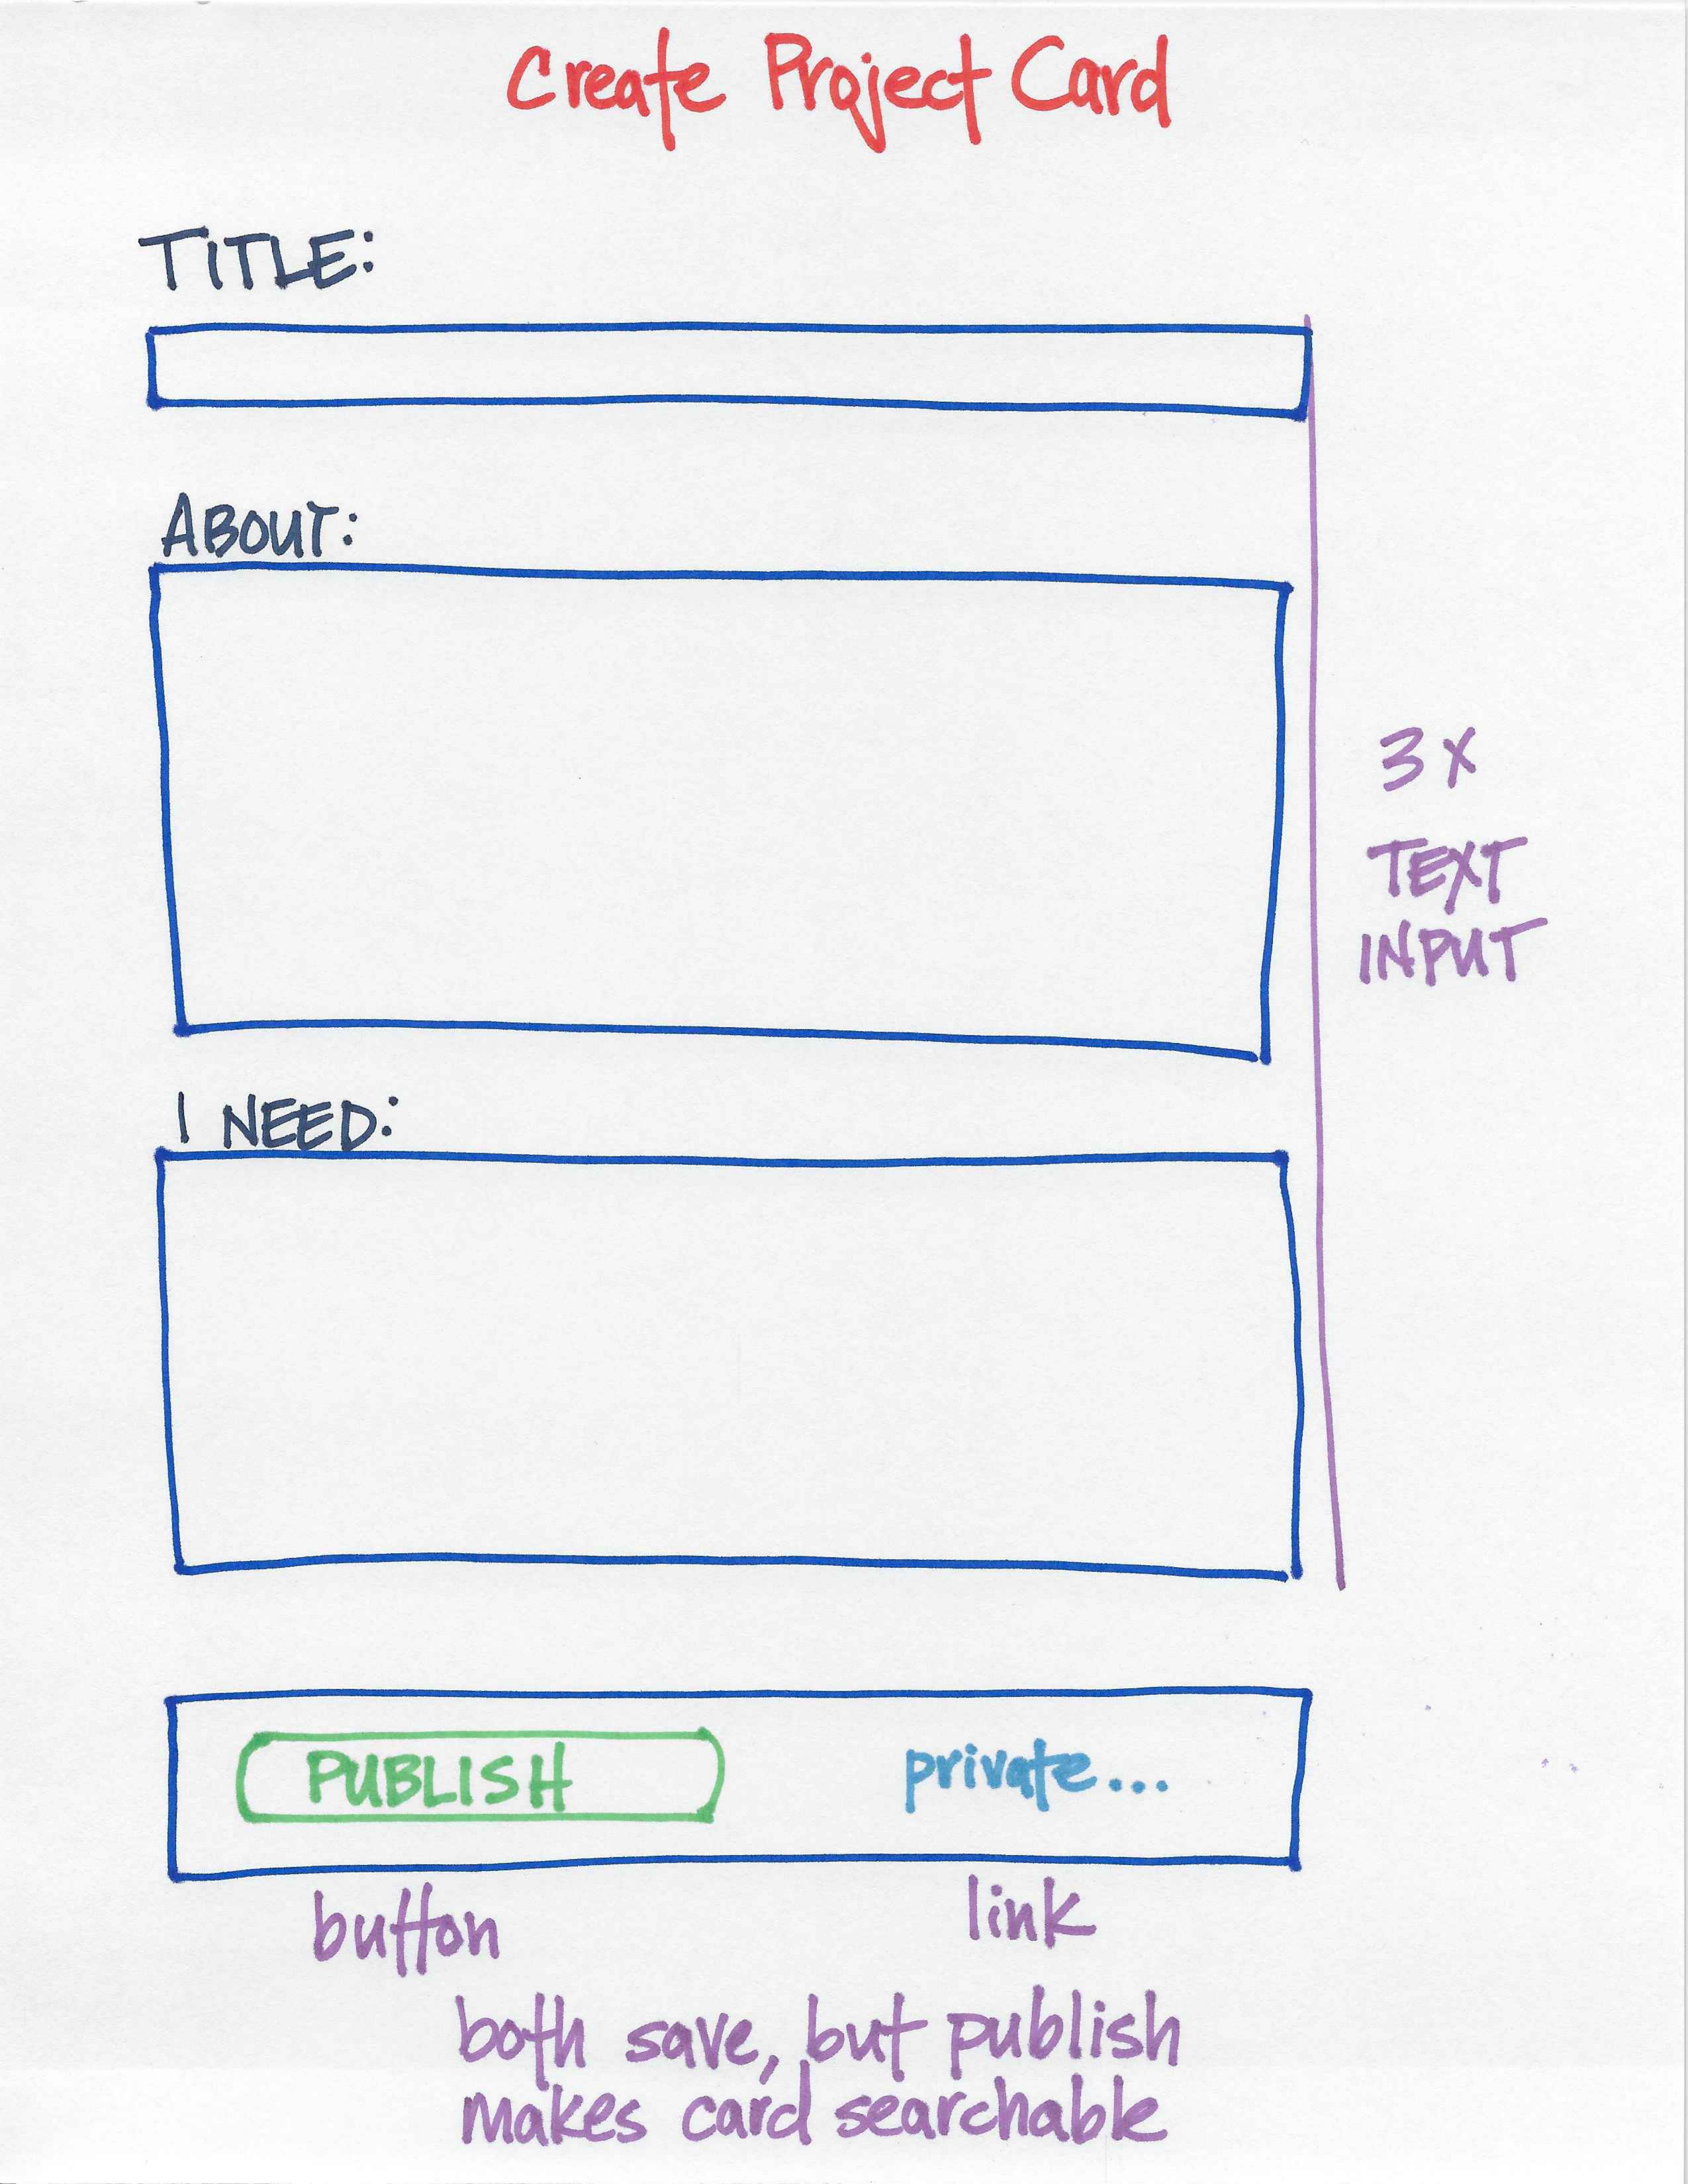 Create Project Card
TITLE:
ABOUT:
3x
TEXT
INPUT
I NEED:
PUBLISH
private...
button
link
both save, but publish
makes card searchable